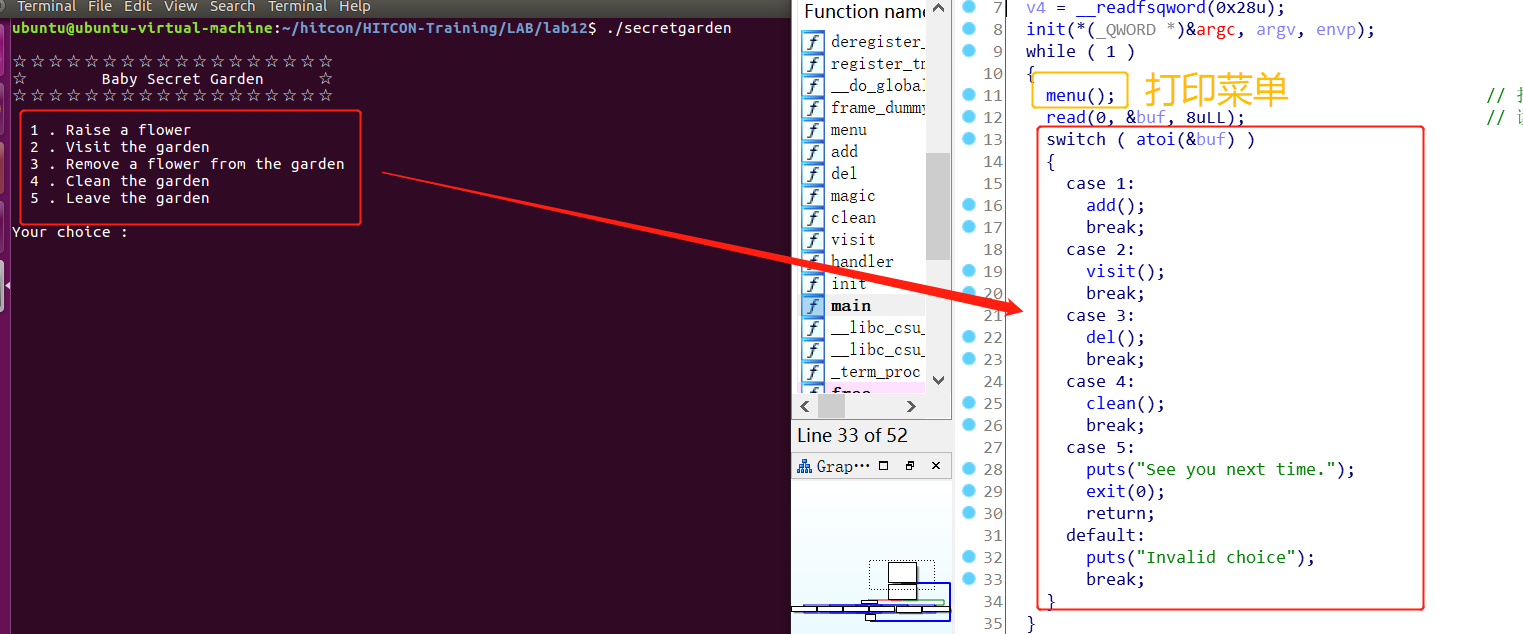 Terminal File Edit View Search Terminal Help
ubuntu@ubuntu-virtual-machine:~/hitcon/HITCON-Training/LAB/lab12$ ./secretgarden
☆☆☆☆☆☆☆☆☆☆☆☆☆☆☆☆☆☆
☆ Baby Secret Garden ☆
☆☆☆☆☆☆☆☆☆☆☆☆☆☆☆☆☆☆
1 . Raise a flower
2 . Visit the garden
3 . Remove a flower from the garden
4 . Clean the garden
5 . Leave the garden
Your choice :
Function name
f deregister_
f register_tr
f __do_global
f frame_dummy
f menu
f add
f del
f magic
f clean
f visit
f handler
f init
f main
f __libc_csu_
f __libc_csu_
f _term_proc
Line 33 of 52
Grap···
7 v4 = __readfsqword(0x28u);
8 init(*(_QWORD *)&argc, argv, envp);
9 while ( 1 )
10 {
11 menu(); 打印菜单 //
12 read(0, &buf, 8uLL); //
13 switch ( atoi(&buf) )
14 {
15 case 1:
16 add();
17 break;
18 case 2:
19 visit();
20 break;
21 case 3:
22 del();
23 break;
24 case 4:
25 clean();
26 break;
27 case 5:
28 puts("See you next time.");
29 exit(0);
30 return;
31 default:
32 puts("Invalid choice");
33 break;
34 }
35 }